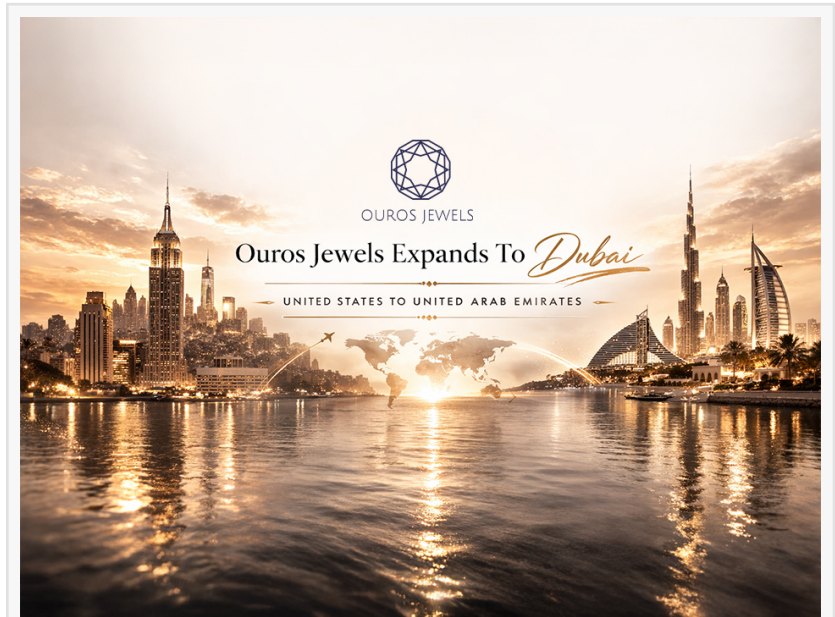 OUROS JEWELS
Ouros Jewels Expands To Dubai
UNITED STATES TO UNITED ARAB EMIRATES